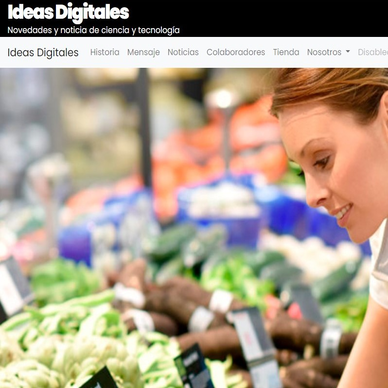 Ideas Digitales
Novedades y noticia de ciencia y tecnología
Ideas Digitales Historia Mensaje Noticias Colaboradores Tienda Nosotros Disable